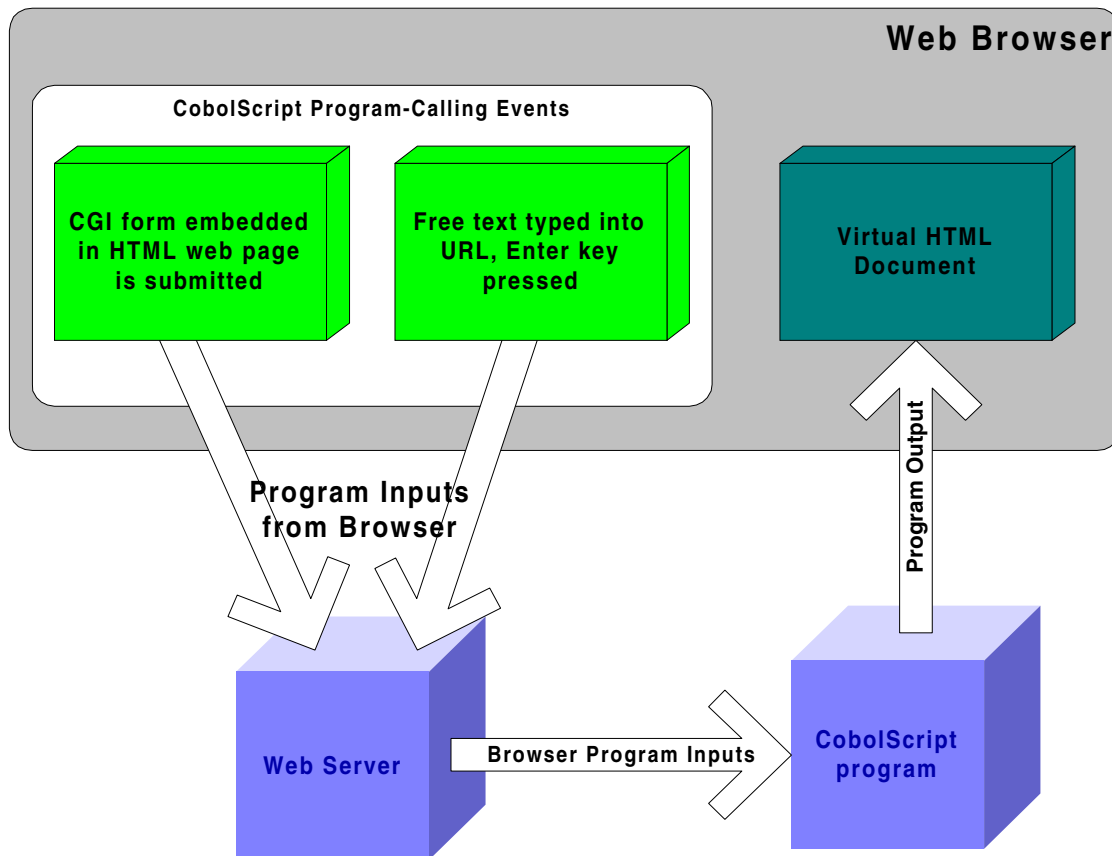 Web Browser
CobolScript Program-Calling Events
CGI form embedded
in HTML web page
is submitted
Free text typed into
URL, Enter key
pressed
Virtual HTML
Document
Program Inputs
from Browser
Program Output
Web Server
Browser Program Inputs
CobolScript
program